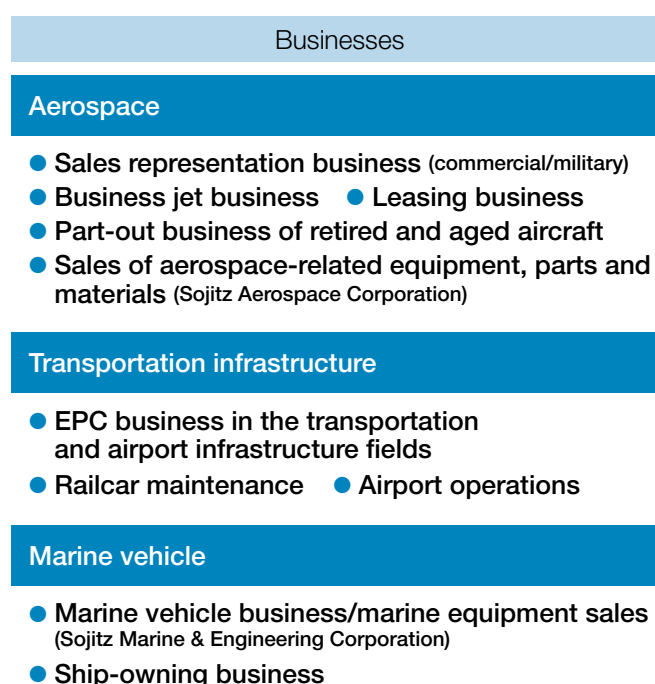 Businesses
Aerospace
● Sales representation business (commercial/military)
● Business jet business ● Leasing business
● Part-out business of retired and aged aircraft
● Sales of aerospace-related equipment, parts and
materials (Sojitz Aerospace Corporation)
Transportation infrastructure
● EPC business in the transportation
and airport infrastructure fields
● Railcar maintenance ● Airport operations
Marine vehicle
● Marine vehicle business/marine equipment sales
(Sojitz Marine & Engineering Corporation)
● Ship-owning business